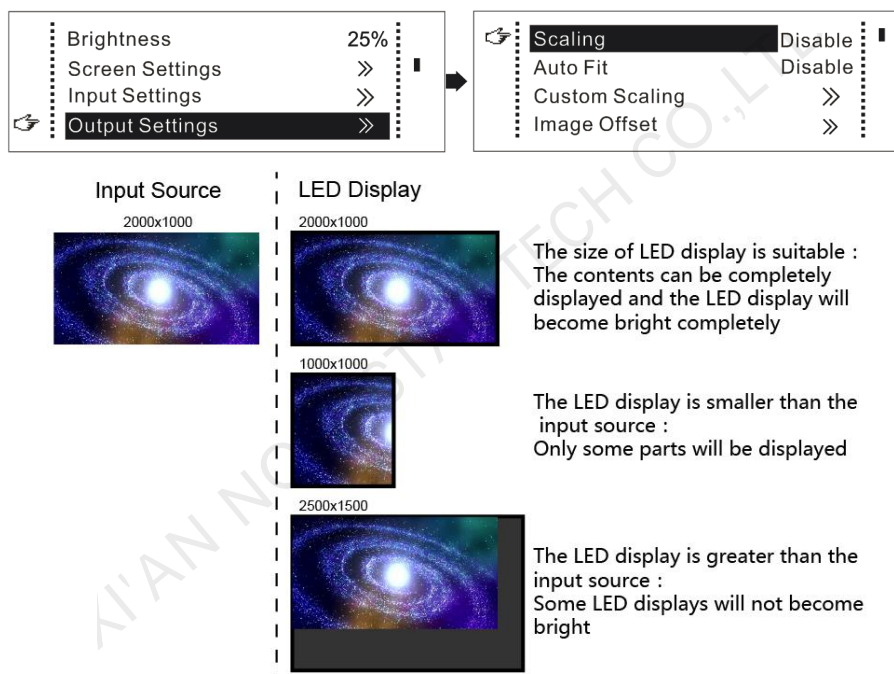 Brightness 25%
Screen Settings »
Input Settings »
Output Settings »
Scaling Disable
Auto Fit Disable
Custom Scaling »
Image Offset »
Input Source
2000x1000
LED Display
2000x1000
The size of LED display is suitable：
The contents can be completely
displayed and the LED display will
become bright completely
1000x1000
The LED display is smaller than the
input source：
Only some parts will be displayed
2500x1500
The LED display is greater than the
input source：
Some LED displays will not become
bright